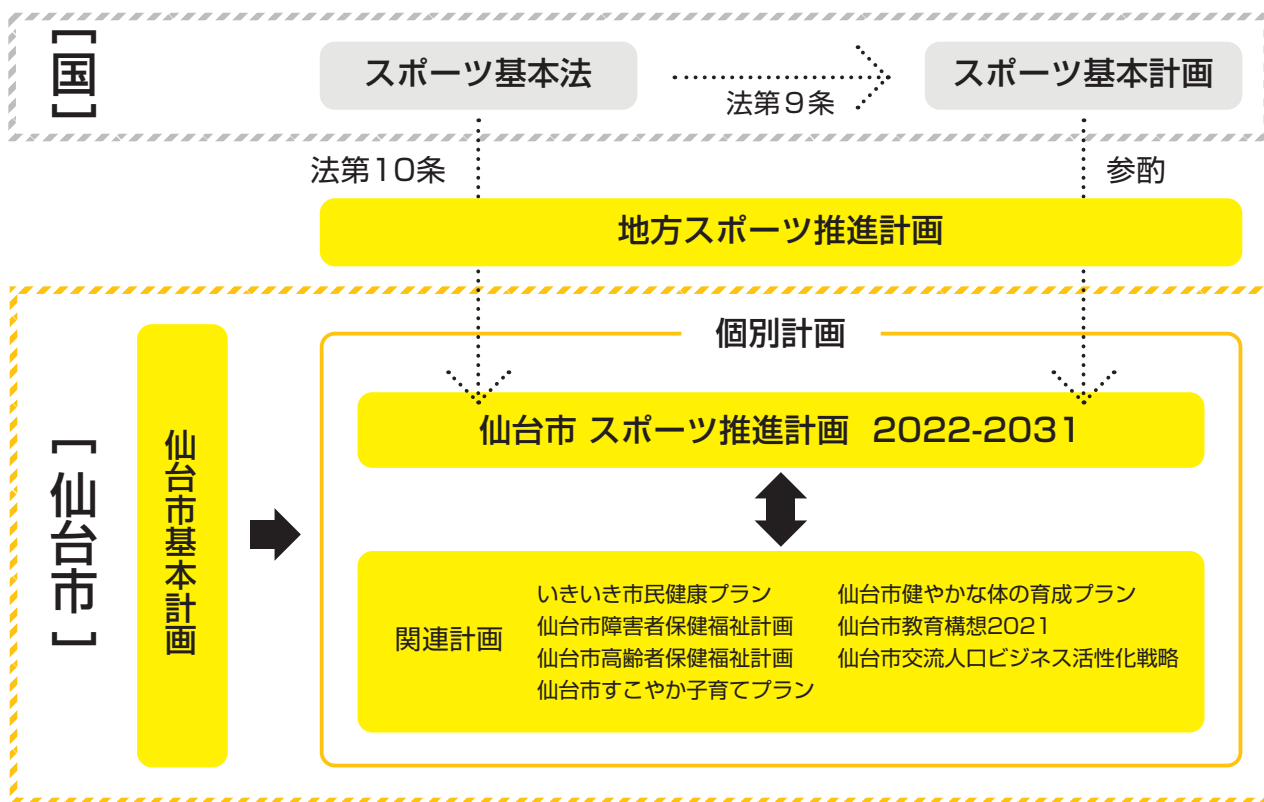 ［国］
スポーツ基本法
法第9条
スポーツ基本計画
法第10条
参酌
地方スポーツ推進計画
［仙台市］
仙台市基本計画
個別計画
仙台市 スポーツ推進計画 2022-2031
関連計画
いきいき市民健康プラン
仙台市障害者保健福祉計画
仙台市高齢者保健福祉計画
仙台市すこやか子育てプラン
仙台市健やかな体の育成プラン
仙台市教育構想2021
仙台市交流人口ビジネス活性化戦略